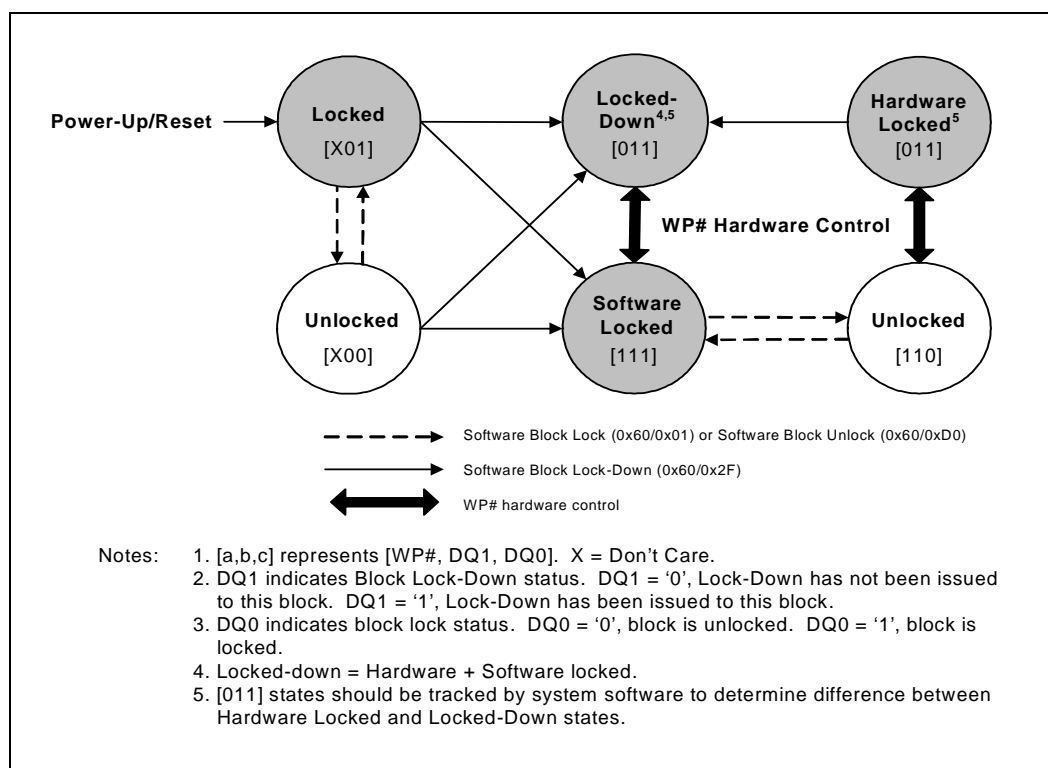 Power-Up/Reset
Locked
[X01]
Locked-
Down4,5
[011]
Hardware
Locked5
[011]
WP# Hardware Control
Unlocked
[X00]
Software
Locked
[111]
Unlocked
[110]
Software Block Lock (0x60/0x01) or Software Block Unlock (0x60/0xD0)
Software Block Lock-Down (0x60/0x2F)
WP# hardware control
Notes: 1. [a,b,c] represents [WP#, DQ1, DQ0]. X = Don't Care.
2. DQ1 indicates Block Lock-Down status. DQ1 = ‘0’, Lock-Down has not been issued
to this block. DQ1 = ‘1’, Lock-Down has been issued to this block.
3. DQ0 indicates block lock status. DQ0 = ‘0’, block is unlocked. DQ0 = ‘1’, block is
locked.
4. Locked-down = Hardware + Software locked.
5. [011] states should be tracked by system software to determine difference between
Hardware Locked and Locked-Down states.